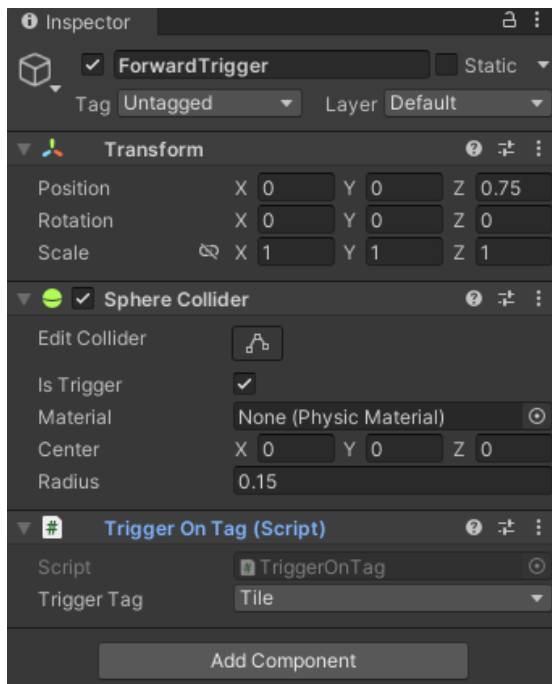 Inspector
ForwardTrigger Static
Tag Untagged Layer Default
Transform
Position X 0 Y 0 Z 0.75
Rotation X 0 Y 0 Z 0
Scale X 1 Y 1 Z 1
Sphere Collider
Edit Collider
Is Trigger
Material None (Physic Material)
Center X 0 Y 0 Z 0
Radius 0.15
# Trigger On Tag (Script)
Script # TriggerOnTag
Trigger Tag Tile
Add Component